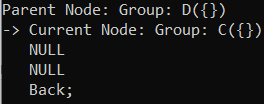 Parent Node: Group: D({})
-> Current Node: Group: C({})
NULL
NULL
Back;